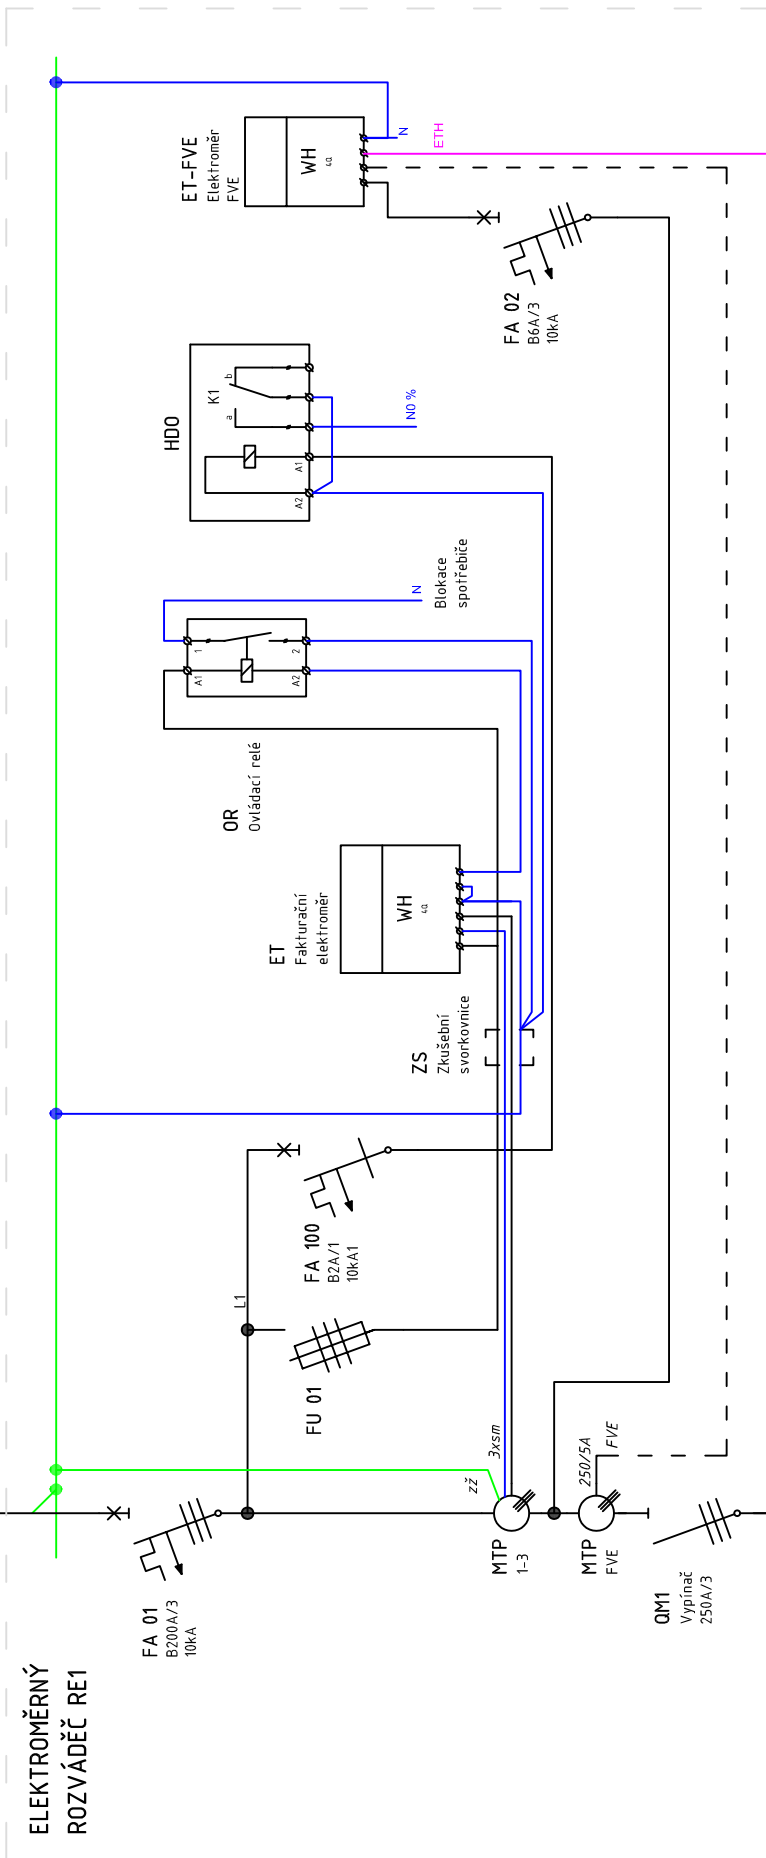 ELEKTROMĚRNÝ
ROZVÁDĚČ RE1
FA 01
B200A/3
10kA
L1
FU 01
FA 100
B2A/1
10kA1
zž
3xsm
MTP
1-3
250/5A
FVE
MTP
FVE
QM1
Vypínač
250A/3
ZS
Zkušební
svorkovnice
ET
Fakturační
elektroměr
WH
4a
OR
Ovládací relé
A1
1
A2
2
N
Blokace
spotřebiče
HDO
K1
a
b
A2
A1
N0 %
FA 02
B6A/3
10kA
ET-FVE
Elektroměr
FVE
WH
4a
N
ETH